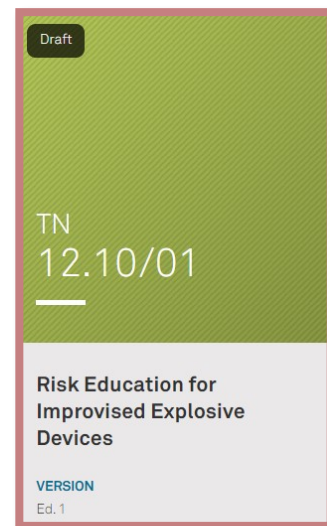 Draft
TN
12.10/01
Risk Education for
Improvised Explosive
Devices
VERSION
Ed. 1